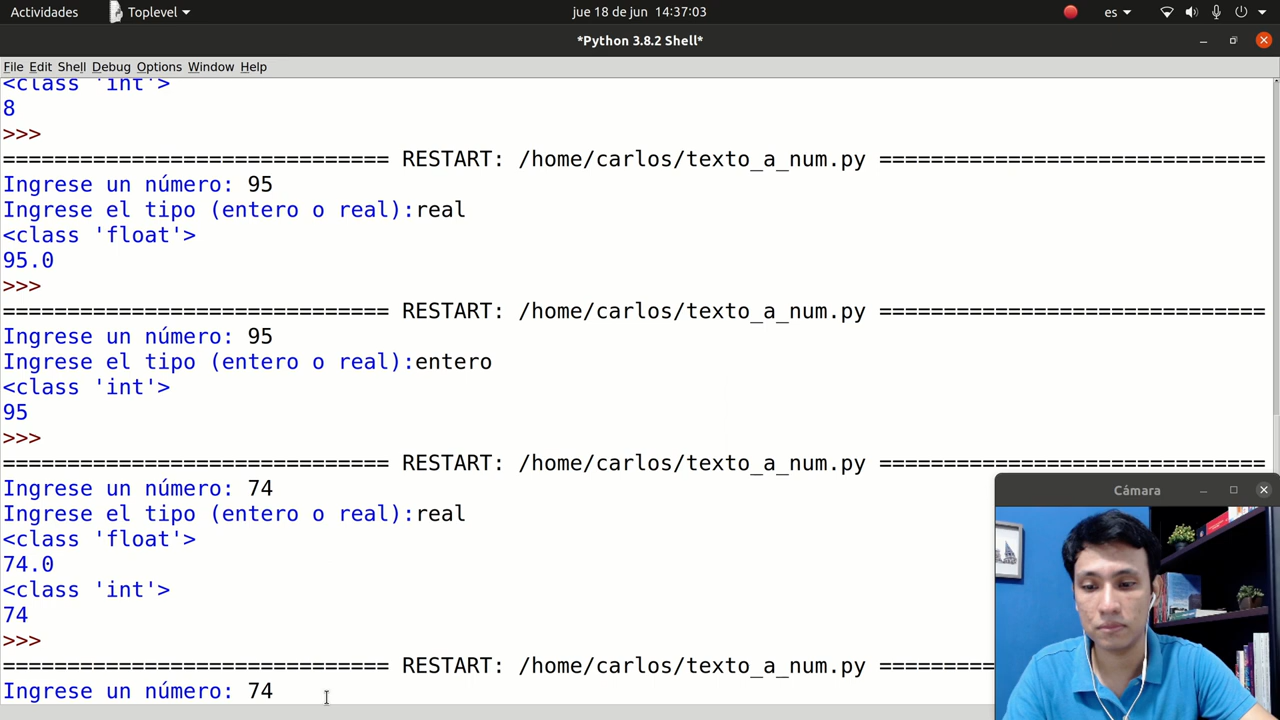 Actividades Toplevel jue 18 de jun 14:37:03 es
*Python 3.8.2 Shell*
File Edit Shell Debug Options Window Help
<class 'int'>
8
>>>
============================== RESTART: /home/carlos/texto_a_num.py ==============================
Ingrese un número: 95
Ingrese el tipo (entero o real):real
<class 'float'>
95.0
>>>
============================== RESTART: /home/carlos/texto_a_num.py ==============================
Ingrese un número: 95
Ingrese el tipo (entero o real):entero
<class 'int'>
95
>>>
============================== RESTART: /home/carlos/texto_a_num.py ==============================
Ingrese un número: 74
Ingrese el tipo (entero o real):real
<class 'float'>
74.0
<class 'int'>
74
>>>
============================== RESTART: /home/carlos/texto_a_num.py =========
Ingrese un número: 74
Cámara